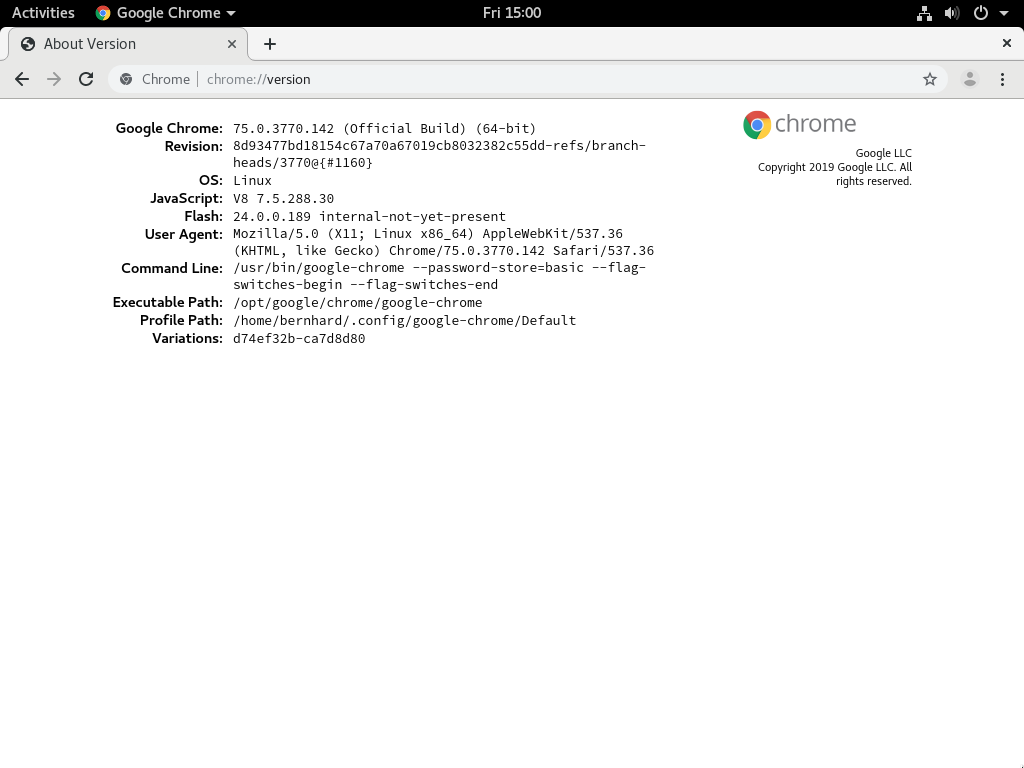 Activities Google Chrome Fri 15:00
About Version
Chrome chrome://version
Google Chrome: 75.0.3770.142 (Official Build) (64-bit)
Revision: 8d93477bd18154c67a70a67019cb8032382c55dd-refs/branch-
heads/3770@{#1160}
OS: Linux
JavaScript: V8 7.5.288.30
Flash: 24.0.0.189 internal-not-yet-present
User Agent: Mozilla/5.0 (X11; Linux x86_64) AppleWebKit/537.36
(KHTML, like Gecko) Chrome/75.0.3770.142 Safari/537.36
Command Line: /usr/bin/google-chrome --password-store=basic --flag-
switches-begin --flag-switches-end
Executable Path: /opt/google/chrome/google-chrome
Profile Path: /home/bernhard/.config/google-chrome/Default
Variations: d74ef32b-ca7d8d80
chrome
Google LLC
Copyright 2019 Google LLC. All
rights reserved.